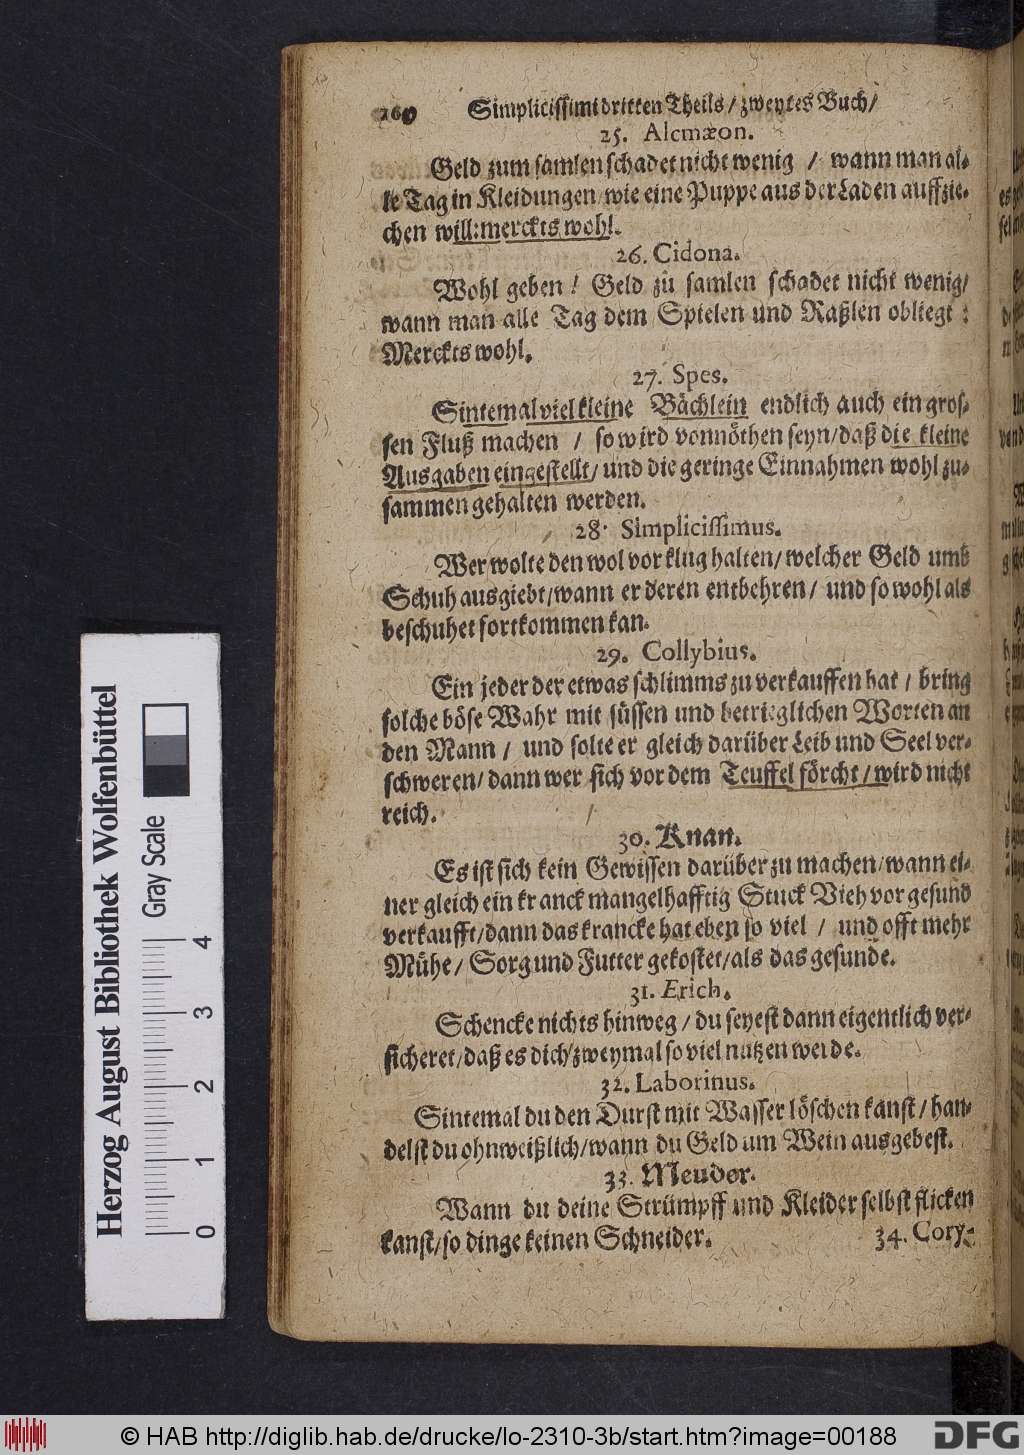 260 Simplicissimi dritten Theils / zweytes Buch /
25. Alcmæon.
Geld zum samlen schadet nicht wenig / wann man al-
le Tag in Kleidungen / wie eine Puppe aus der Laden auffzie-
chen will: merckts wohl.
26. Cidona.
Wohl geben! Geld zu samlen schadet nicht wenig /
wann man alle Tag dem Spielen und Raßlen obliegt :
Merckts wohl.
27. Spes.
Sintemal viel kleine Bächlein endlich auch ein gros-
sen Fluß machen / so wird vonnöthen seyn / daß die kleine
Ausgaben eingestellt / und die geringe Einnahmen wohl zu-
sammen gehalten werden.
28. Simplicissimus.
Wer wolte den wol vor klug halten / welcher Geld umb
Schuh ausgiebt / wann er deren entbehren / und so wohl als
beschuhet fortkommen kan.
29. Collybius.
Ein jeder der etwas schlimms zu verkauffen hat / bring
solche böse Wahr mit süssen und betrieglichen Worten an
den Mann / und solte er gleich darüber Leib und Seel ver-
schweren / dann wer sich vor dem Teuffel förcht / wird nicht
reich.
30. Knan.
Es ist sich kein Gewissen darüber zu machen / wann ei-
ner gleich ein kranck mangelhafftig Stuck Vieh vor gesund
verkaufft / dann das krancke hat eben so viel / und offt mehr
Mühe / Sorg und Futter gekostet / als das gesunde.
31. Erich.
Schencke nichts hinweg / du seyest dann eigentlich ver-
sicheret / daß es dich / zweymal so viel nutzen werde.
32. Laborinus.
Sintemal du den Durst mit Wasser löschen kanst / han-
delst du ohnweißlich / wann du Geld um Wein ausgebest.
33. Meuder.
Wann du deine Strümpff und Kleider selbst flicken
kanst / so dinge keinen Schneider.
34. Cory-
Herzog August Bibliothek Wolfenbüttel
Gray Scale
0 1 2 3 4
© HAB http://diglib.hab.de/drucke/lo-2310-3b/start.htm?image=00188
DFG